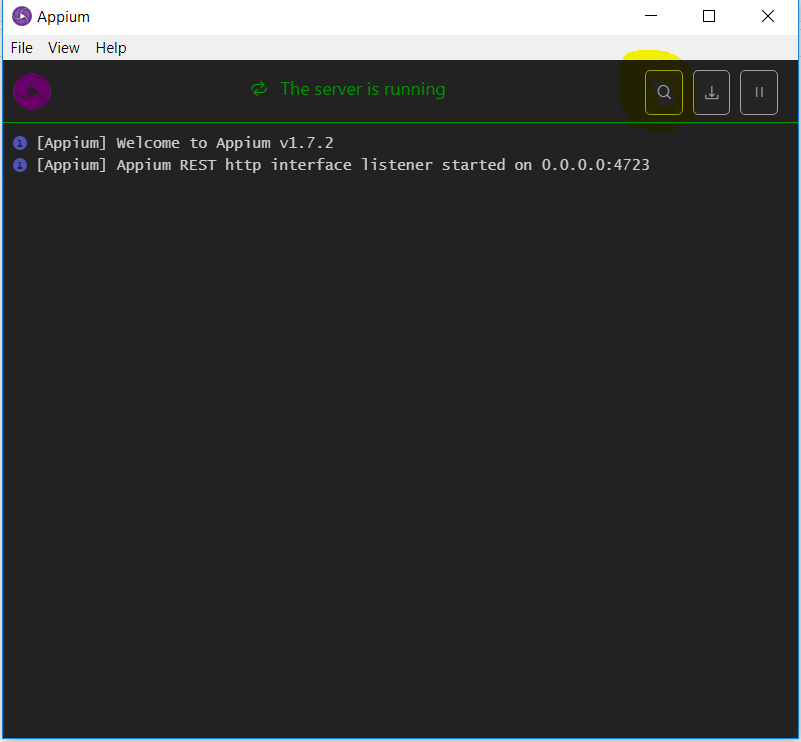 Appium
File View Help
The server is running
[Appium] Welcome to Appium v1.7.2
[Appium] Appium REST http interface listener started on 0.0.0.0:4723